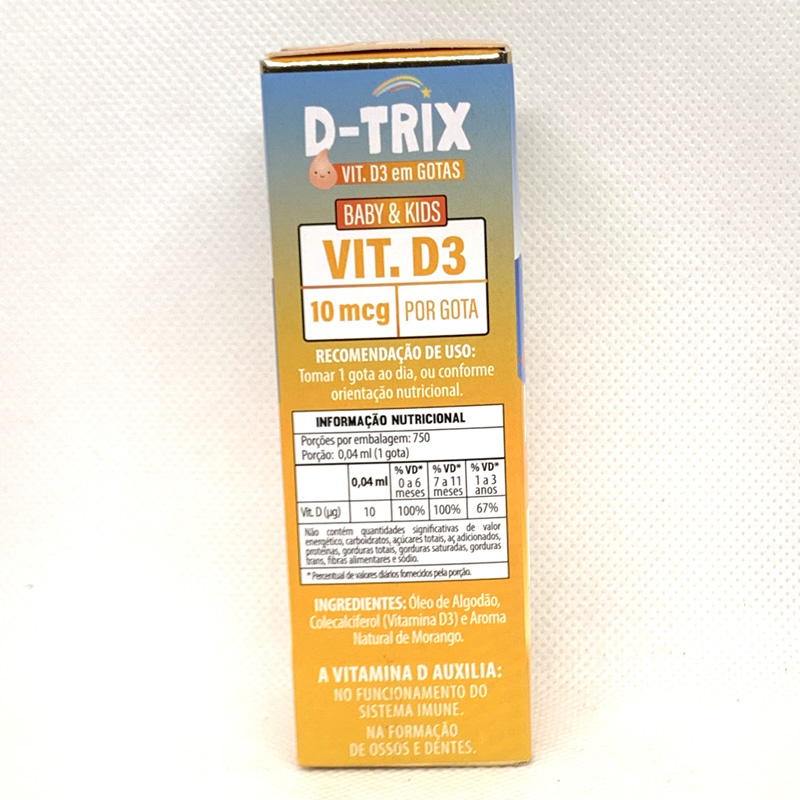 D-TRIX
VIT. D3 em GOTAS
BABY & KIDS
VIT. D3
10 mcg POR GOTA
RECOMENDAÇÃO DE USO:
Tomar 1 gota ao dia, ou conforme
orientação nutricional.
INFORMAÇÃO NUTRICIONAL
Porções por embalagem: 750
Porção: 0,04 ml (1 gota)
0,04 ml % VD* 0 a 6 meses % VD* 7 a 11 meses % VD* 1 a 3 anos
Vit. D (µg) 10 100% 100% 67%
Não contém quantidades significativas de valor
energético, carboidratos, açúcares totais, aç adicionados,
proteínas, gorduras totais, gorduras saturadas, gorduras
trans, fibras alimentares e sódio.
* Percentual de valores diários fornecidos pela porção.
INGREDIENTES: Óleo de Algodão,
Colecalciferol (Vitamina D3) e Aroma
Natural de Morango.
A VITAMINA D AUXILIA:
NO FUNCIONAMENTO DO
SISTEMA IMUNE.
NA FORMAÇÃO
DE OSSOS E DENTES.